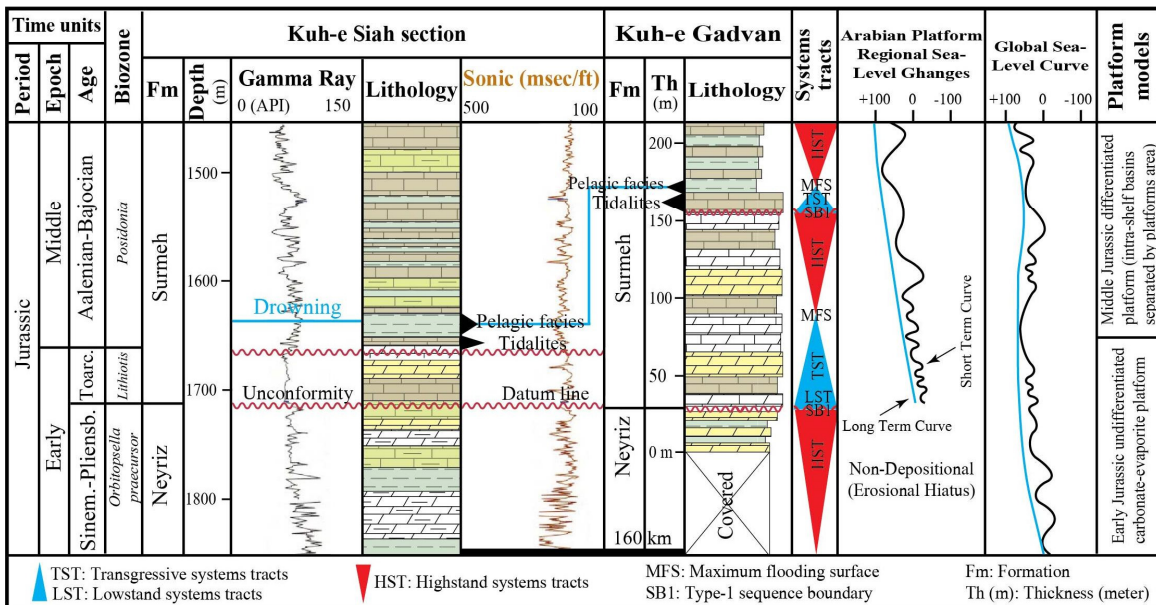 Time units
Kuh-e Siah section
Kuh-e Gadvan
Systems tracts
Arabian Platform
Regional Sea-
Level Ghanges
Global Sea-
Level Curve
Platform models
Period
Epoch
Age
Biozone
Fm
Depth
(m)
Gamma Ray
0 (API) 150
Lithology
Sonic (msec/ft)
500 100
Fm
Th
(m)
Lithology
+100 0 -100
+100 0 -100
Jurassic
Middle
Early
Aalenian-Bajocian
Toarc.
Sinem.-Pliensb.
Posidonia
Lithiotis
Orbitopsella
praecursor
Surmeh
Neyriz
1500
1600
1700
1800
Drowning
Unconformity
Datum line
Pelagic facies
Tidalites
Pelagic facies
Tidalites
Surmeh
Neyriz
200
150
100
50
0 m
Covered
160 km
HST
MFS
TST
SB1
HST
MFS
TST
LST
SB1
HST
Short Term Curve
Long Term Curve
Non-Depositional
(Erosional Hiatus)
Middle Jurassic differentiated
platform (intra-shelf basins
separated by platforms area)
Early Jurassic undifferentiated
carbonate-evaporite platform
TST: Transgressive systems tracts
LST: Lowstand systems tracts
HST: Highstand systems tracts
MFS: Maximum flooding surface
SB1: Type-1 sequence boundary
Fm: Formation
Th (m): Thickness (meter)